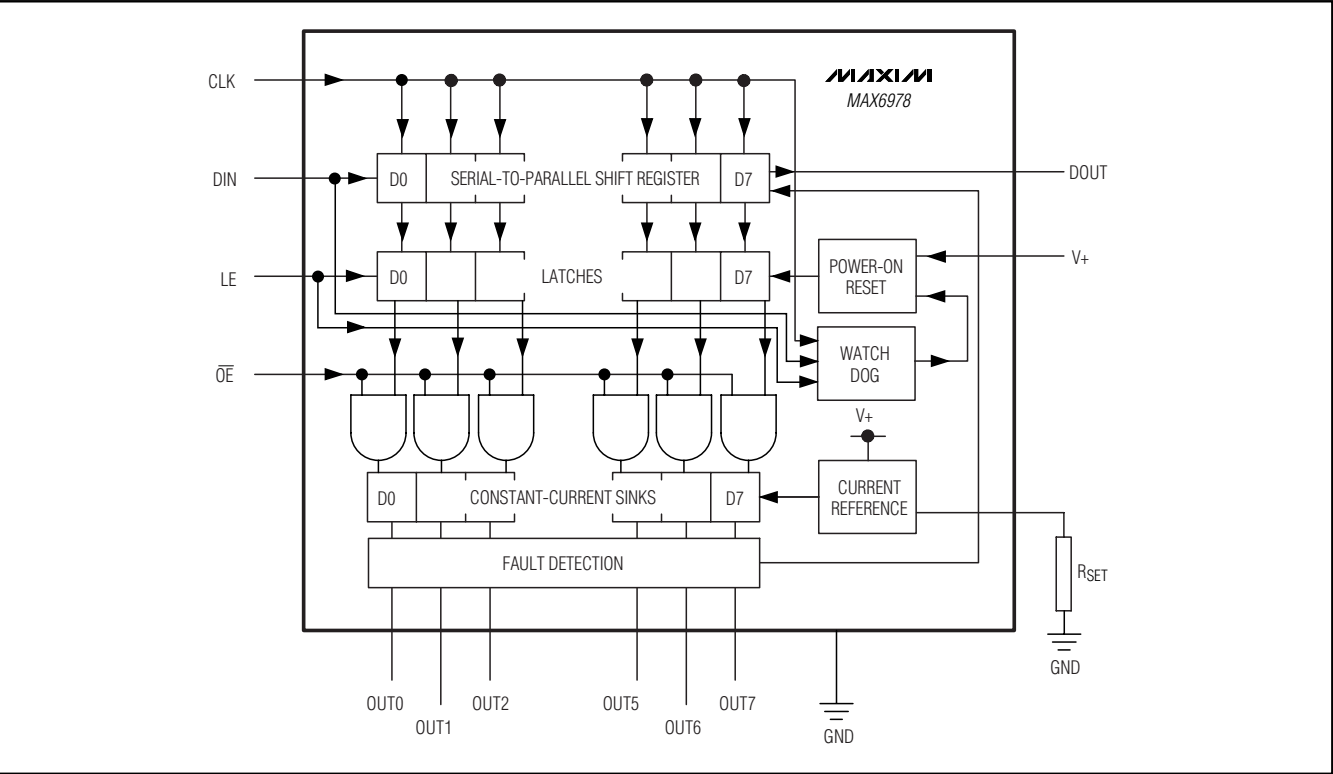 MAXIM
MAX6978
CLK
DIN
D0
SERIAL-TO-PARALLEL SHIFT REGISTER
D7
DOUT
LE
D0
LATCHES
D7
POWER-ON
RESET
V+
WATCH
DOG
O̅E̅
V+
D0
CONSTANT-CURRENT SINKS
D7
CURRENT
REFERENCE
FAULT DETECTION
RSET
GND
OUT0
OUT1
OUT2
OUT5
OUT6
OUT7
GND